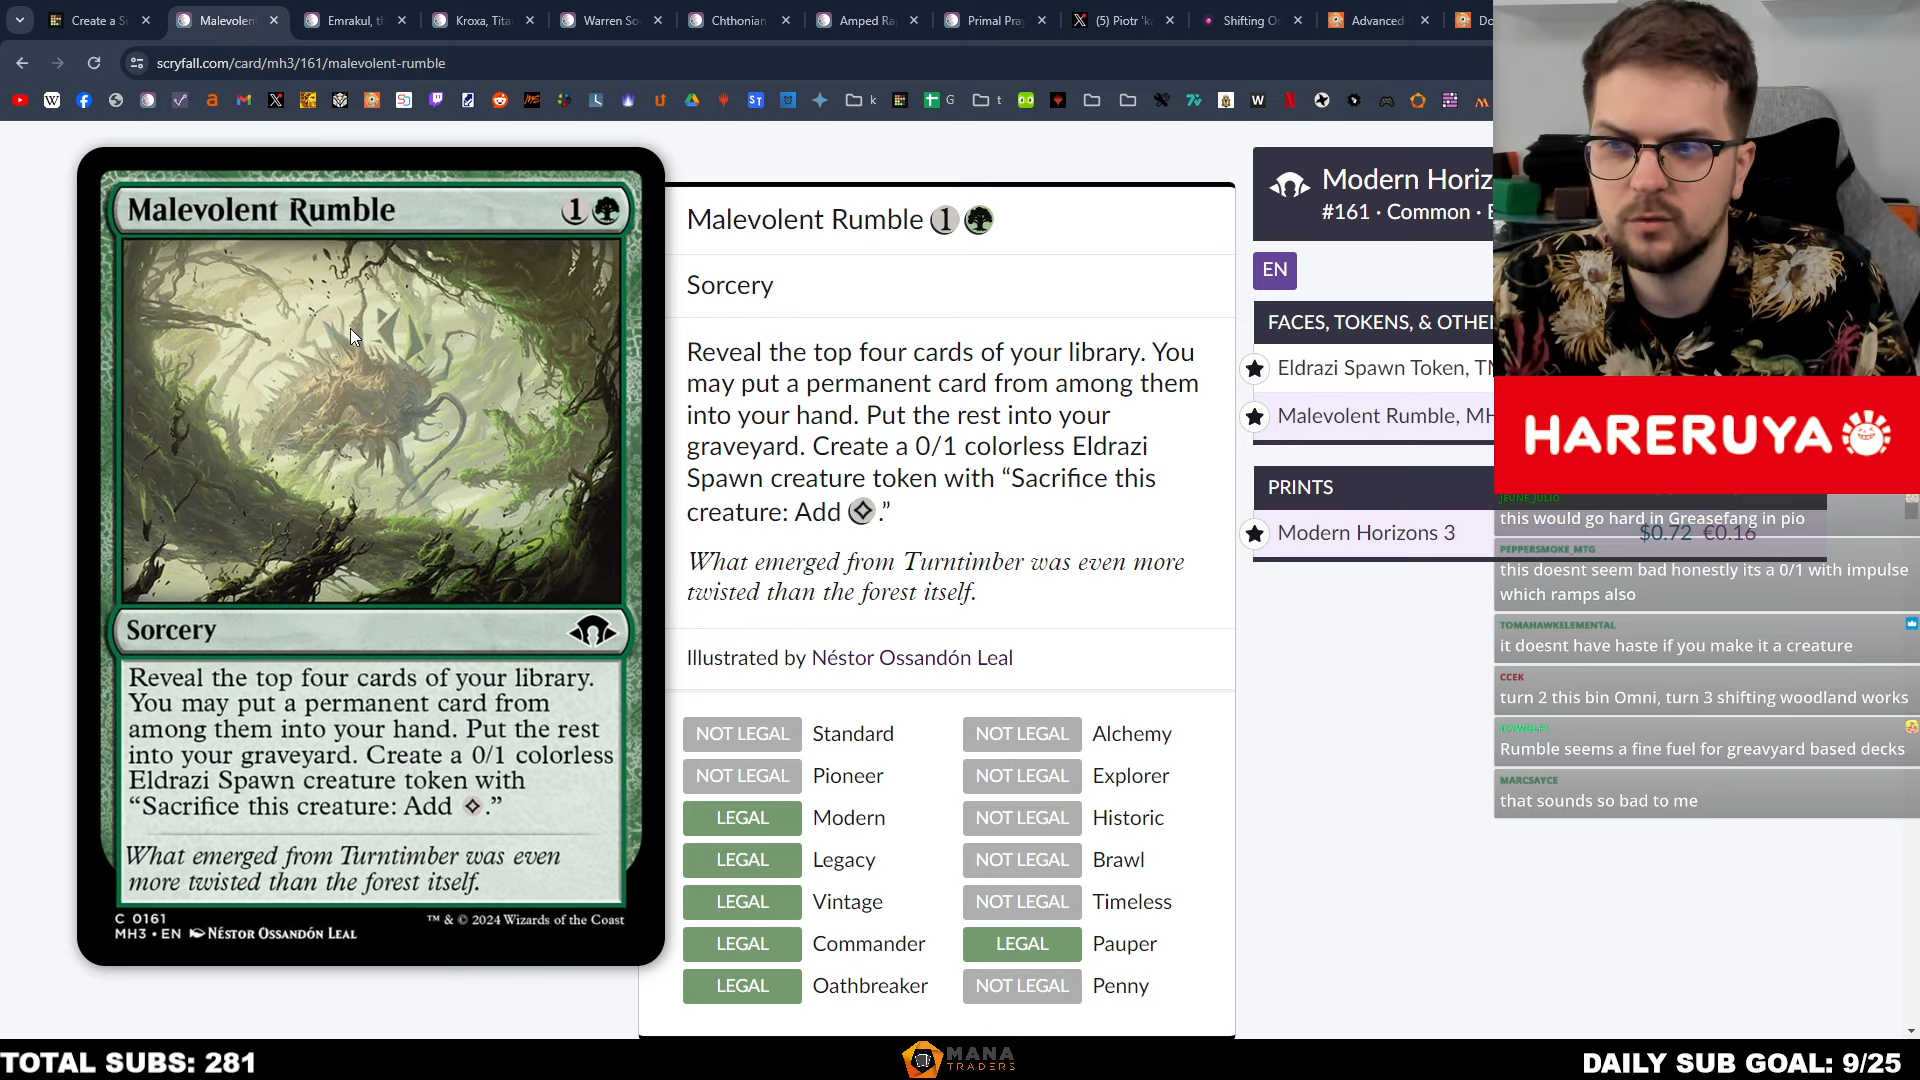 Create a S
Malevolent
Emrakul, th
Kroxa, Tita
Warren So
Chthonian
Amped Ra
Primal Pray
(5) Piotr 'k
Shifting
Advanced
Do
scryfall.com/card/mh3/161/malevolent-rumble
k
G
t
Malevolent Rumble 1
Sorcery
Reveal the top four cards of your library.
You may put a permanent card from
among them into your hand. Put the rest
into your graveyard. Create a 0/1 colorless
Eldrazi Spawn creature token with
“Sacrifice this creature: Add .”
What emerged from Turntimber was even
more twisted than the forest itself.
C 0161
MH3 • EN NÉSTOR OSSANDÓN LEAL
™ & © 2024 Wizards of the Coast
Malevolent Rumble 1
Sorcery
Reveal the top four cards of your library. You
may put a permanent card from among them
into your hand. Put the rest into your
graveyard. Create a 0/1 colorless Eldrazi
Spawn creature token with “Sacrifice this
creature: Add .”
What emerged from Turntimber was even more
twisted than the forest itself.
Illustrated by Néstor Ossandón Leal
NOT LEGAL Standard NOT LEGAL Alchemy
NOT LEGAL Pioneer NOT LEGAL Explorer
LEGAL Modern NOT LEGAL Historic
LEGAL Legacy NOT LEGAL Brawl
LEGAL Vintage NOT LEGAL Timeless
LEGAL Commander LEGAL Pauper
LEGAL Oathbreaker NOT LEGAL Penny
Modern Horiz
#161 · Common · E
EN
FACES, TOKENS, & OTHE
Eldrazi Spawn Token, TM
Malevolent Rumble, MH
PRINTS
Modern Horizons 3 $0.72 €0.16
HARERUYA
JEUNE_JULIO
this would go hard in Greasefang in pio
PEPPERSMOKE_MTG
this doesnt seem bad honestly its a 0/1 with impulse
which ramps also
TOMAHAWKELEMENTAL
it doesnt have haste if you make it a creature
CCEK
turn 2 this bin Omni, turn 3 shifting woodland works
Rumble seems a fine fuel for greavyard based decks
MARCSAYCE
that sounds so bad to me
TOTAL SUBS: 281
MANA
TRADERS
DAILY SUB GOAL: 9/25